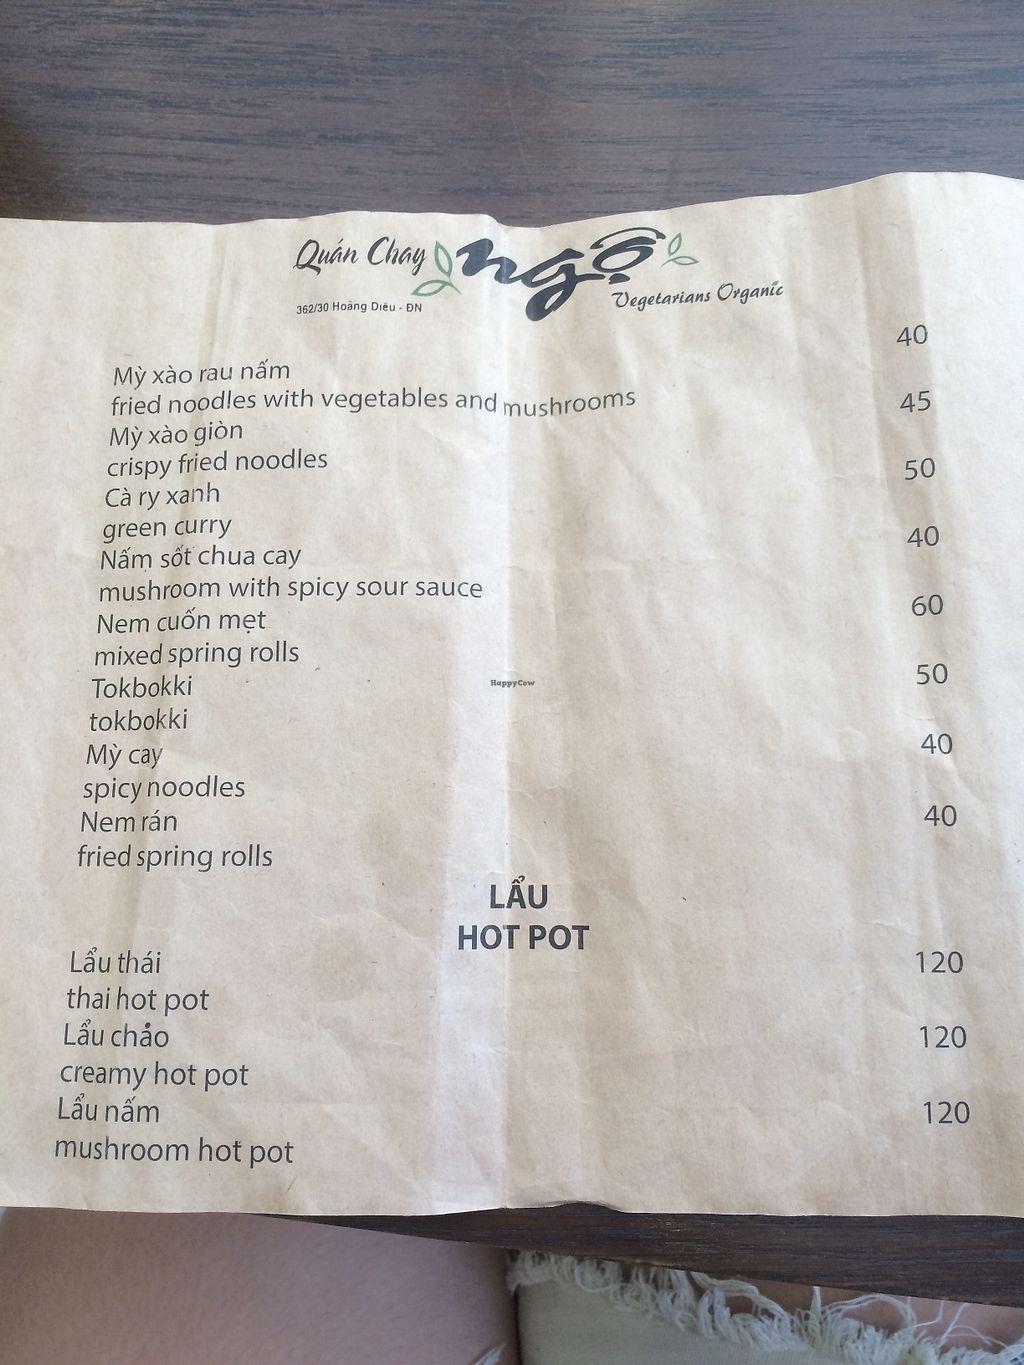 Quán Chay ngộ
Vegetarians Organic
362/30 Hoàng Diệu - ĐN
Mỳ xào rau nấm 40
fried noodles with vegetables and mushrooms
Mỳ xào giòn 45
crispy fried noodles
Cà ry xanh 50
green curry
Nấm sốt chua cay 40
mushroom with spicy sour sauce
Nem cuốn mẹt 60
mixed spring rolls
Tokbokki 50
tokbokki
Mỳ cay 40
spicy noodles
Nem rán 40
fried spring rolls
LẨU
HOT POT
Lẩu thái 120
thai hot pot
Lẩu chảo 120
creamy hot pot
Lẩu nấm 120
mushroom hot pot
HappyCow